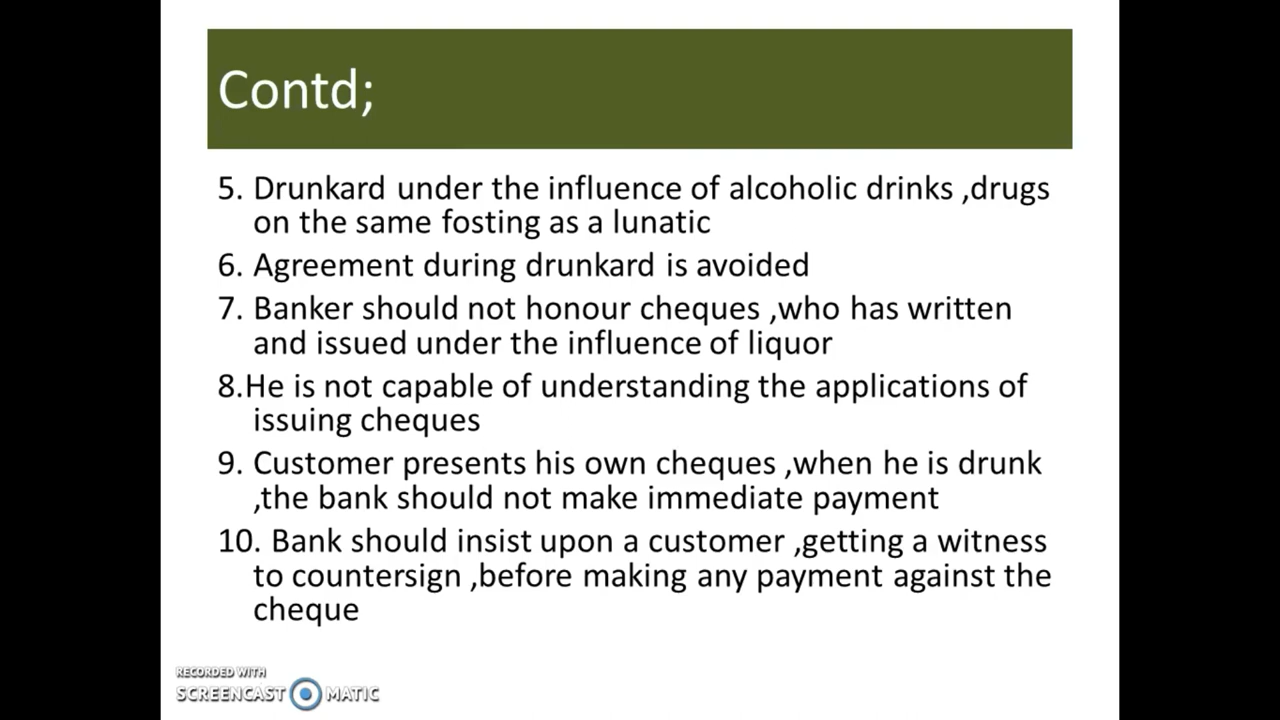 Contd;
5. Drunkard under the influence of alcoholic drinks ,drugs
on the same fosting as a lunatic
6. Agreement during drunkard is avoided
7. Banker should not honour cheques ,who has written
and issued under the influence of liquor
8.He is not capable of understanding the applications of
issuing cheques
9. Customer presents his own cheques ,when he is drunk
,the bank should not make immediate payment
10. Bank should insist upon a customer ,getting a witness
to countersign ,before making any payment against the
cheque
RECORDED WITH
SCREENCAST MATIC